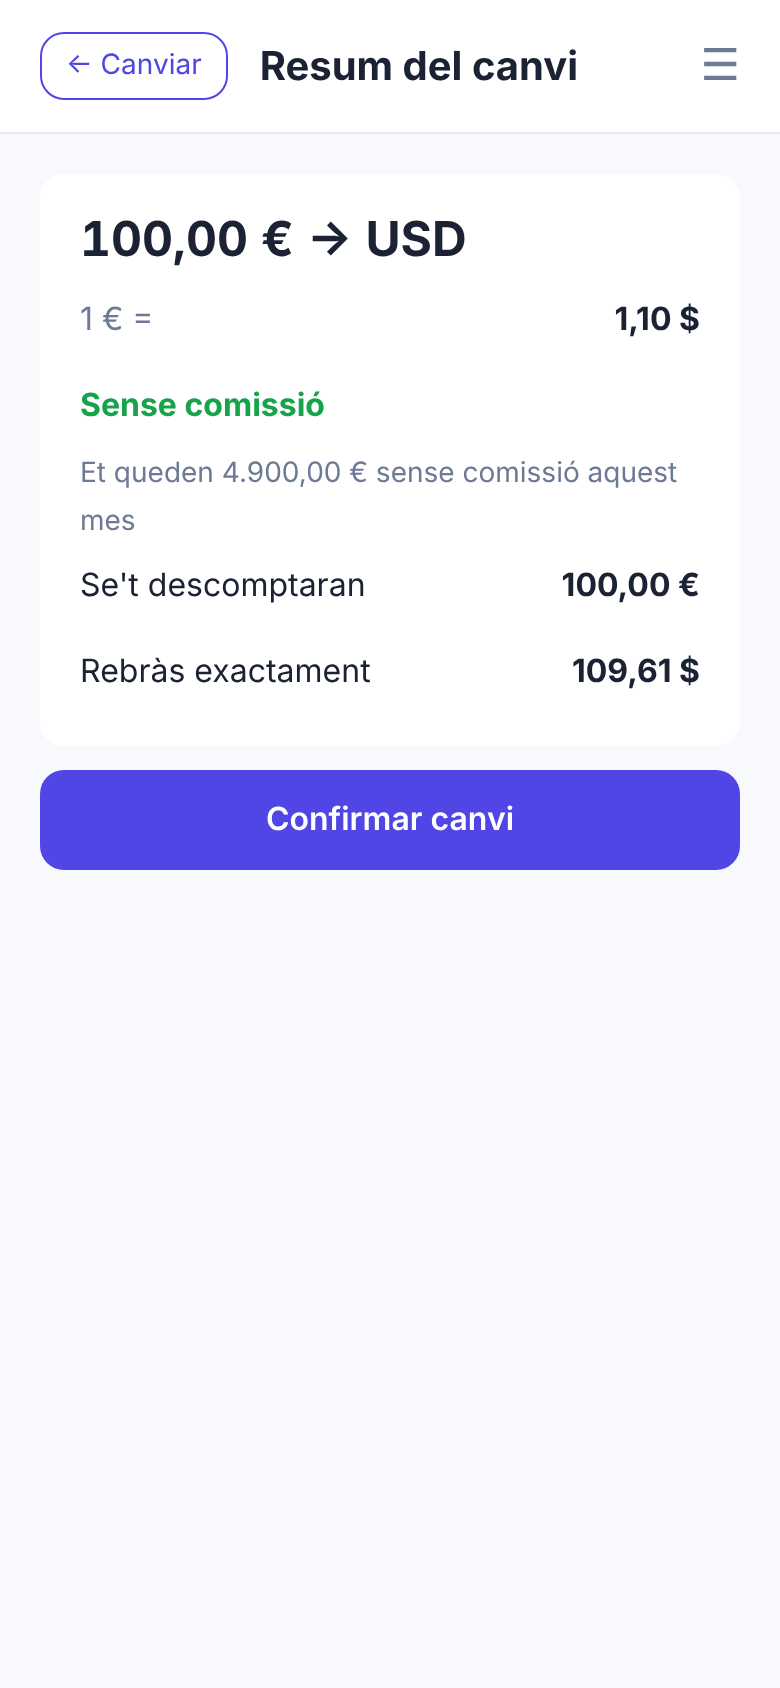 ← Canviar
Resum del canvi
☰
100,00 € → USD
1 € =
1,10 $
Sense comissió
Et queden 4.900,00 € sense comissió aquest
mes
Se't descomptaran
100,00 €
Rebràs exactament
109,61 $
Confirmar canvi